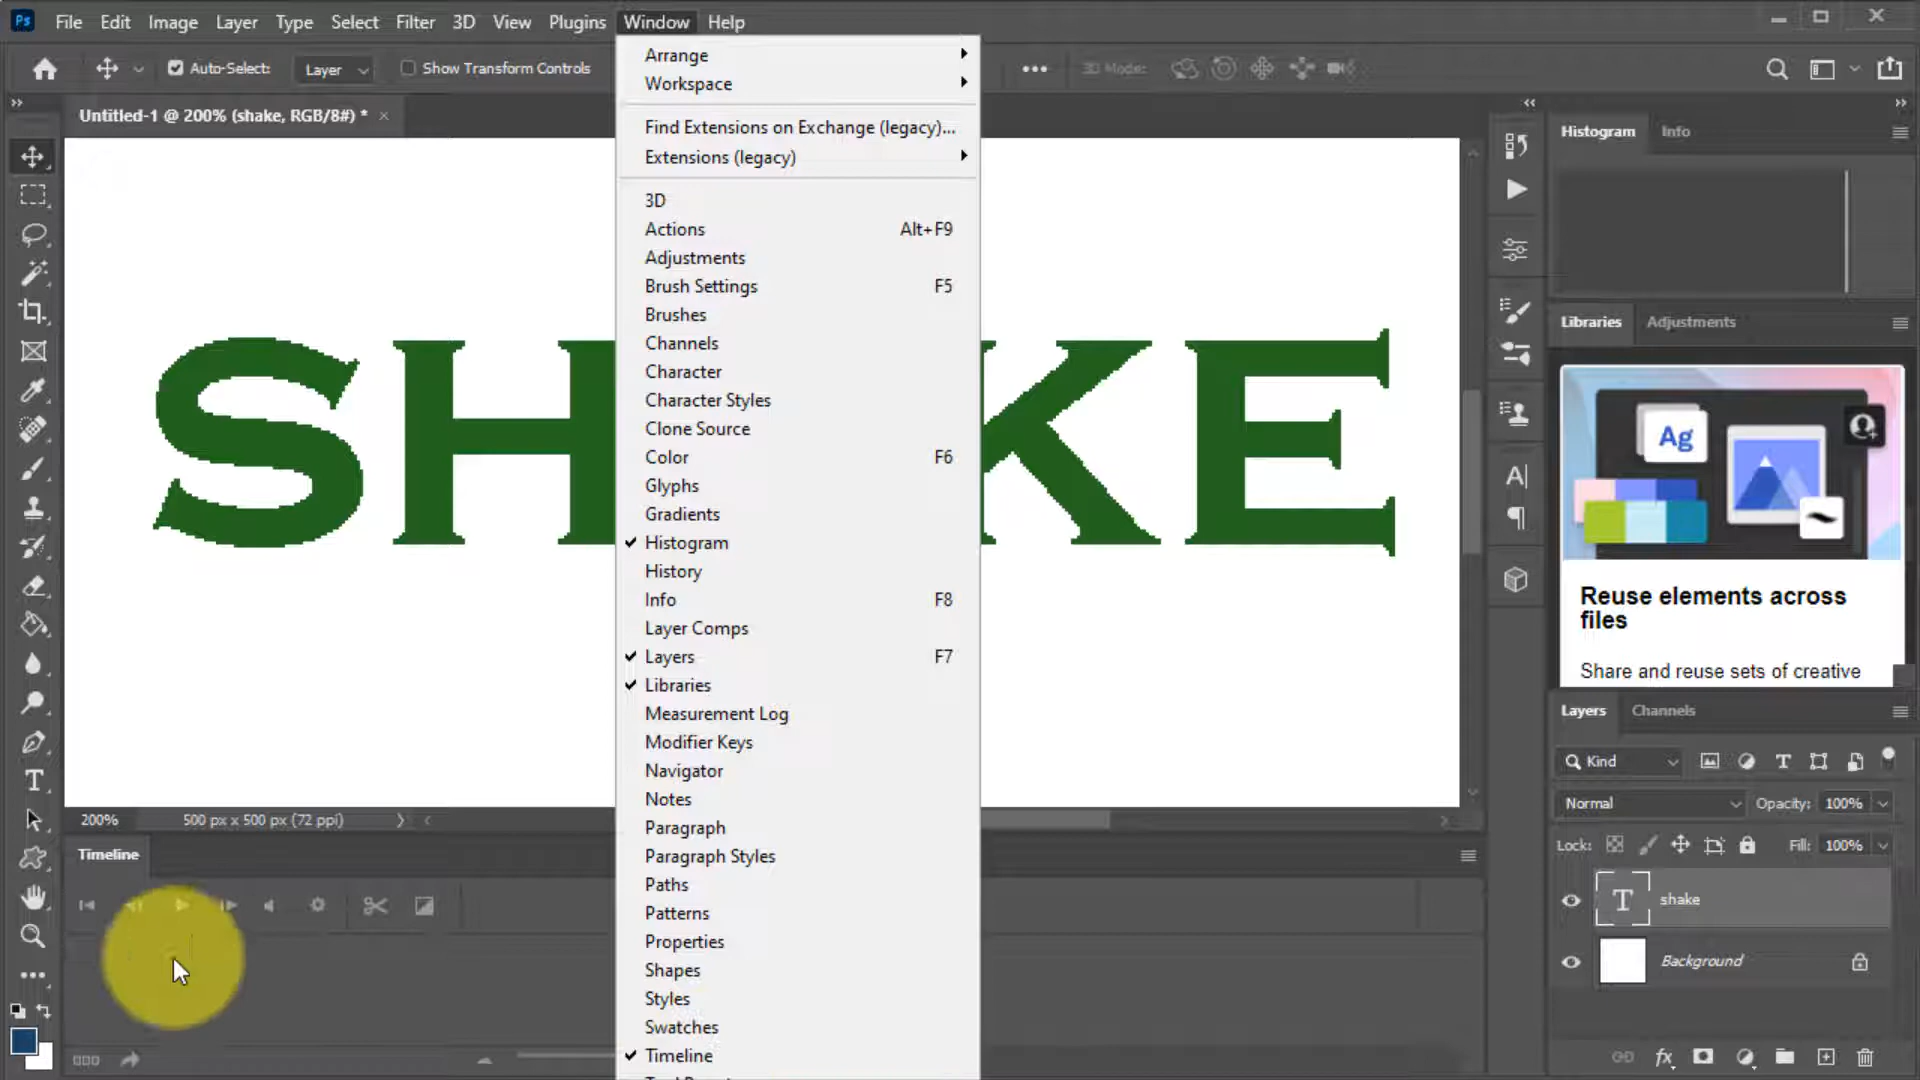 Ps File Edit Image Layer Type Select Filter 3D View Plugins Window Help
Auto-Select: Layer Show Transform Controls ••• 3D Mode:
Untitled-1 @ 200% (shake, RGB/8#) * ×
Arrange
Workspace
Find Extensions on Exchange (legacy)...
Extensions (legacy)
3D
Actions Alt+F9
Adjustments
Brush Settings F5
Brushes
Channels
Character
Character Styles
Clone Source
Color F6
Glyphs
Gradients
Histogram
History
Info F8
Layer Comps
Layers F7
Libraries
Measurement Log
Modifier Keys
Navigator
Notes
Paragraph
Paragraph Styles
Paths
Patterns
Properties
Shapes
Styles
Swatches
Timeline
SH KE
200% 500 px x 500 px (72 ppi)
Timeline
Histogram Info
Libraries Adjustments
Ag
Reuse elements across
files
Share and reuse sets of creative
Layers Channels
Kind
Normal Opacity: 100%
Lock: Fill: 100%
T shake
Background
fx